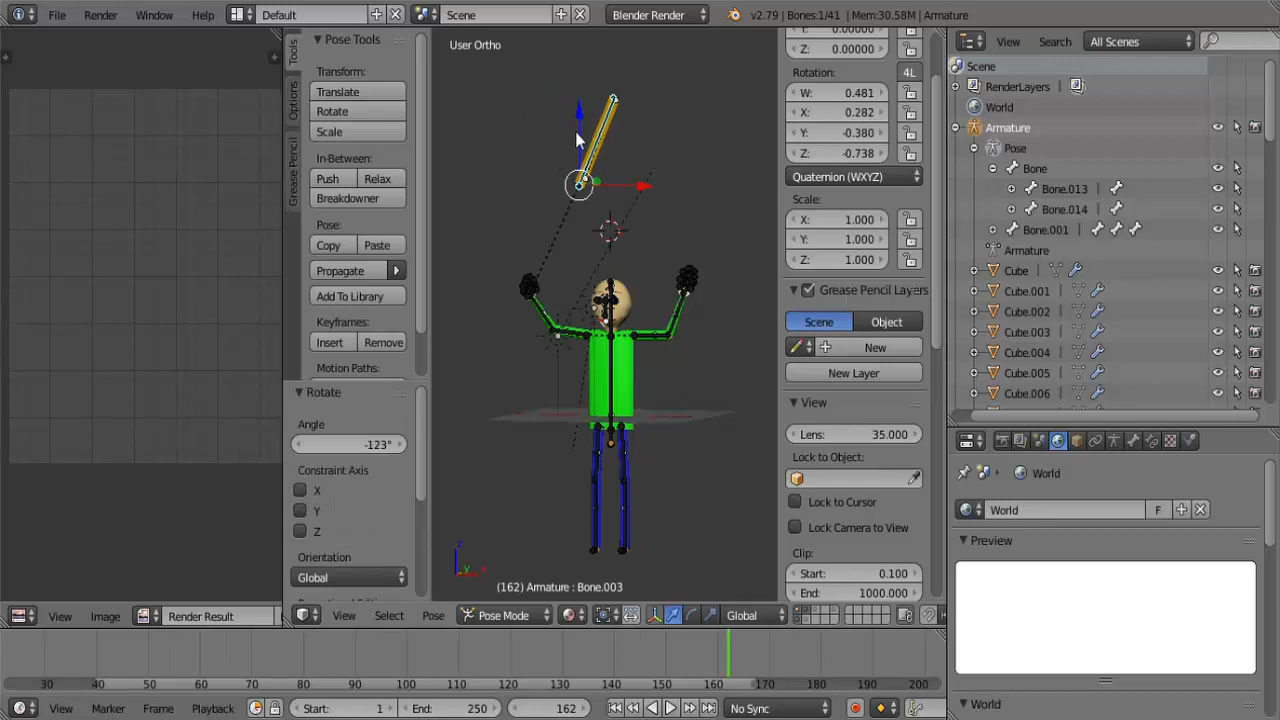 File Render Window Help Default Scene Blender Render v2.79 | Bones:1/41 | Mem:30.58M | Armature
Tools
Options
Grease Pencil
Pose Tools
Transform:
Translate
Rotate
Scale
In-Between:
Push Relax
Breakdowner
Pose:
Copy Paste
Propagate
Add To Library
Keyframes:
Insert Remove
Motion Paths:
Rotate
Angle
-123°
Constraint Axis
X
Y
Z
Orientation
Global
User Ortho
z
y
x
(162) Armature : Bone.003
Y: 0.00000
Z: 0.00000
Rotation: 4L
W: 0.481
X: 0.282
Y: -0.380
Z: -0.738
Quaternion (WXYZ)
Scale:
X: 1.000
Y: 1.000
Z: 1.000
Grease Pencil Layers
Scene Object
New
New Layer
View
Lens: 35.000
Lock to Object:
Lock to Cursor
Lock Camera to View
Clip:
Start: 0.100
End: 1000.000
View Search All Scenes
Scene
RenderLayers
World
Armature
Pose
Bone
Bone.013
Bone.014
Bone.001
Armature
Cube
Cube.001
Cube.002
Cube.003
Cube.004
Cube.005
Cube.006
World
World F
Preview
World
View Image Render Result
View Select Pose Pose Mode Global
30 40 50 60 70 80 90 100 110 120 130 140 150 160 170 180 190 200
View Marker Frame Playback Start: 1 End: 250 162 No Sync